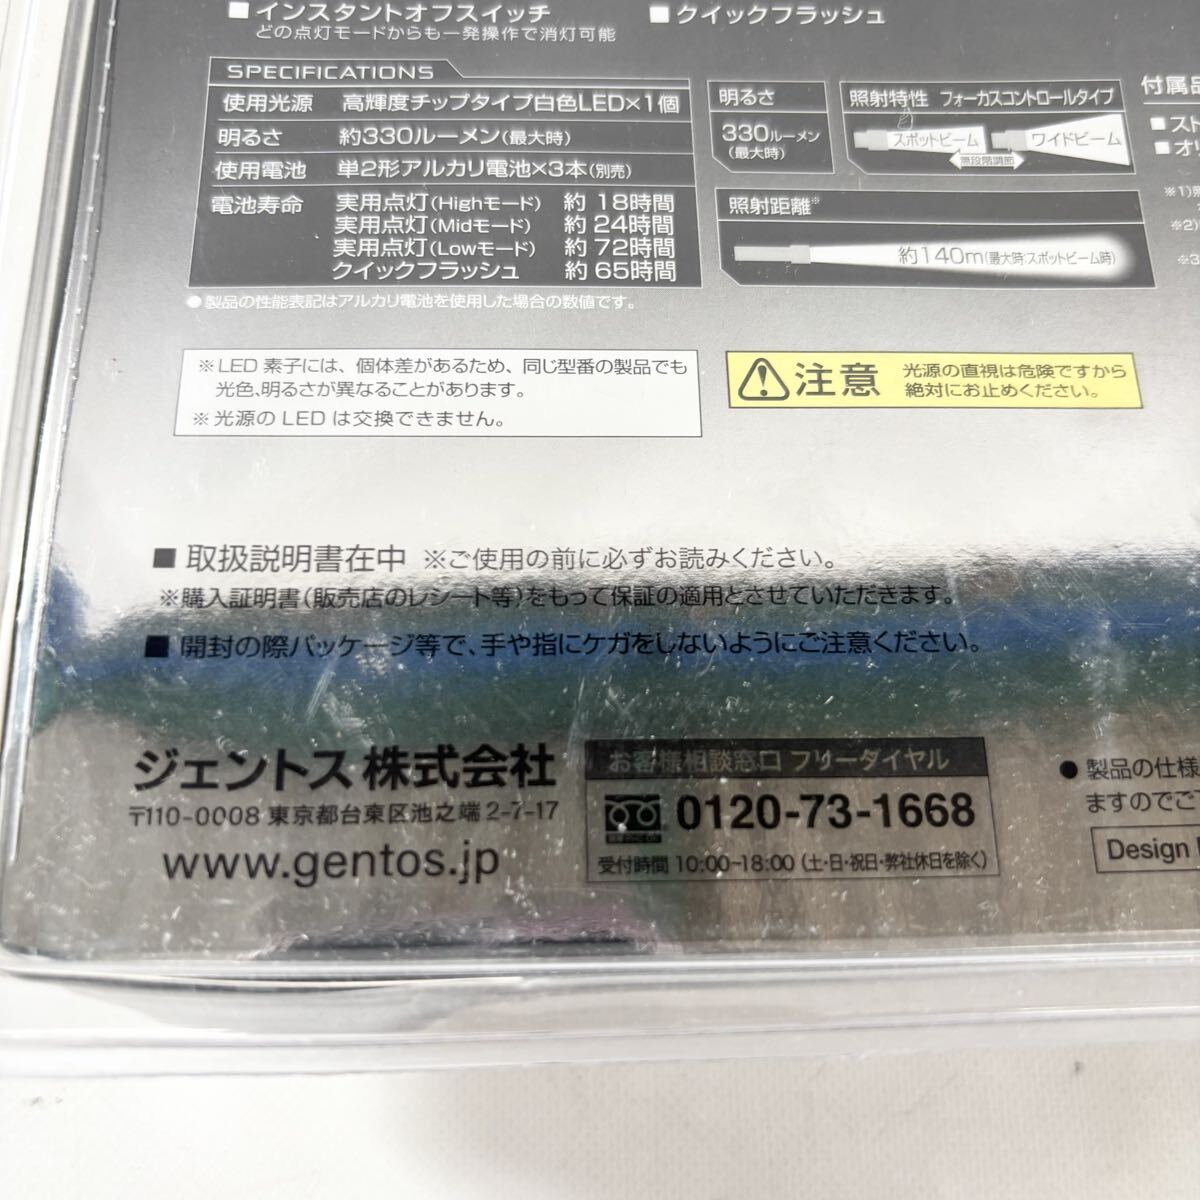 ■ インスタントオフスイッチ
どの点灯モードからも一発操作で消灯可能
■ クイックフラッシュ
SPECIFICATIONS
使用光源 高輝度チップタイプ白色LED×1個
明るさ 約330ルーメン(最大時)
使用電池 単2形アルカリ電池×3本(別売)
電池寿命 実用点灯(Highモード) 約 18時間
実用点灯(Midモード) 約 24時間
実用点灯(Lowモード) 約 72時間
クイックフラッシュ 約 65時間
●製品の性能表記はアルカリ電池を使用した場合の数値です。
明るさ
330ルーメン
(最大時)
照射特性 フォーカスコントロールタイプ
スポットビーム ワイドビーム
無段階調節
照射距離※
約140m(最大時:スポットビーム時)
付属品
■ スト
■ オリ
※1)
※2)
※3
※LED 素子には、個体差があるため、同じ型番の製品でも
光色、明るさが異なることがあります。
※光源の LED は交換できません。
注意 光源の直視は危険ですから
絶対にお止めください。
■ 取扱説明書在中 ※ご使用の前に必ずお読みください。
※購入証明書(販売店のレシート等)をもって保証の適用とさせていただきます。
■ 開封の際パッケージ等で、手や指にケガをしないようにご注意ください。
ジェントス株式会社
〒110-0008 東京都台東区池之端2-7-17
www.gentos.jp
お客様相談窓口 フリーダイヤル
0120-73-1668
受付時間 10:00~18:00 (土・日・祝日・弊社休日を除く)
● 製品の仕様
ますのでご
Design